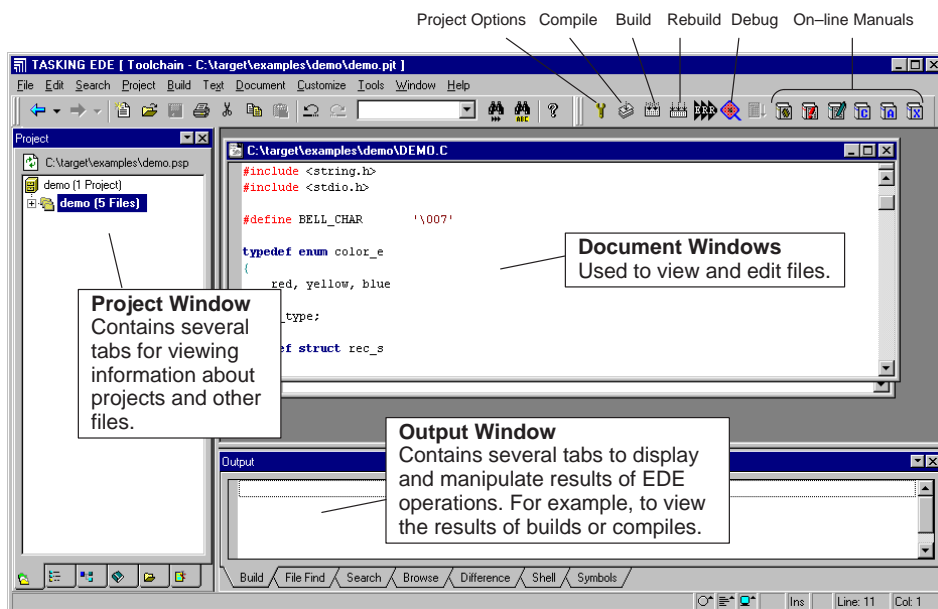 Project Options Compile Build Rebuild Debug On–line Manuals
TASKING EDE [ Toolchain - C:\target\examples\demo\demo.pjt ]
File Edit Search Project Build Text Document Customize Tools Window Help
ABC
ERR
C A X
Project
C:\target\examples\demo.psp
demo (1 Project)
demo (5 Files)
C:\target\examples\demo\DEMO.C
#include <string.h>
#include <stdio.h>
#define BELL_CHAR '\007'
typedef enum color_e
{
red, yellow, blue
_type;
ef struct rec_s
Document Windows
Used to view and edit files.
Project Window
Contains several
tabs for viewing
information about
projects and other
files.
Output Window
Contains several tabs to display
and manipulate results of EDE
operations. For example, to view
the results of builds or compiles.
Output
Build File Find Search Browse Difference Shell Symbols
Ins Line: 11 Col: 1